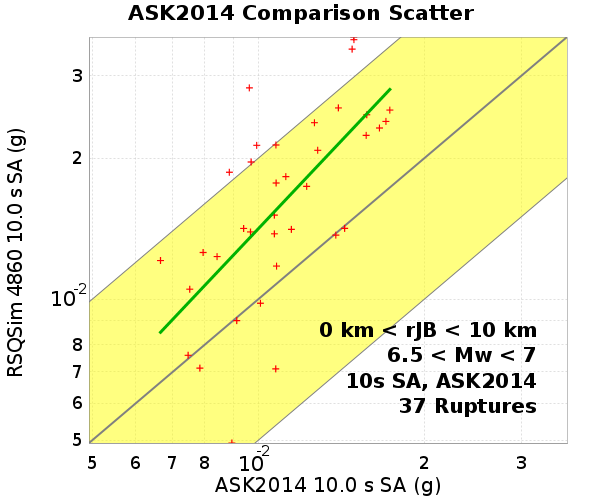 ASK2014 Comparison Scatter
RSQSim 4860 10.0 s SA (g)
3
2
10-2
8
7
6
5
0 km < rJB < 10 km
6.5 < Mw < 7
10s SA, ASK2014
37 Ruptures
5 6 7 8 10-2 2 3
ASK2014 10.0 s SA (g)